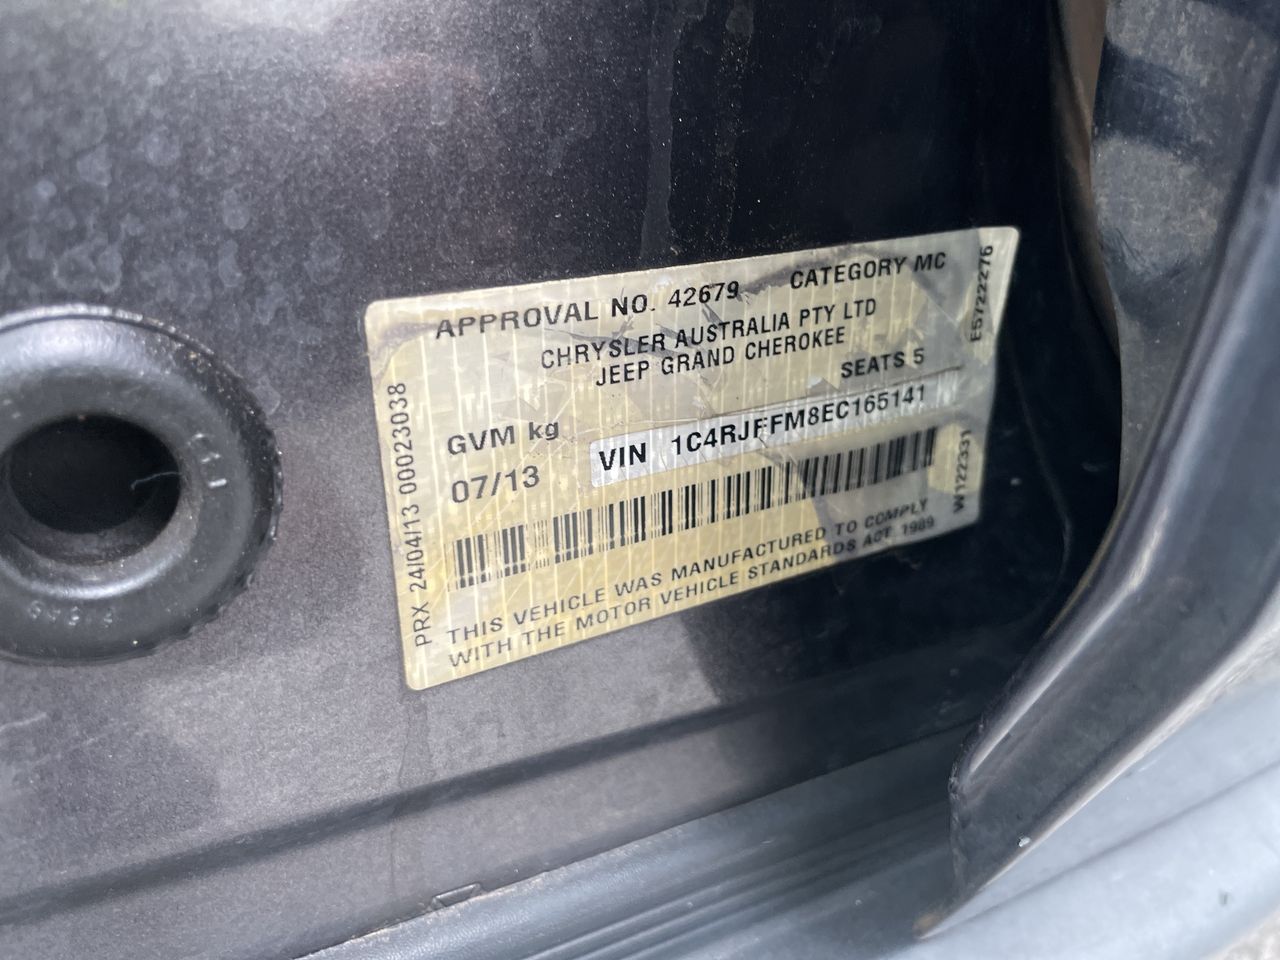 APPROVAL NO. 42679 CATEGORY MC
CHRYSLER AUSTRALIA PTY LTD
JEEP GRAND CHEROKEE
SEATS 5
GVM kg
VIN 1C4RJFFM8EC165141
07/13
THIS VEHICLE WAS MANUFACTURED TO COMPLY
WITH THE MOTOR VEHICLE STANDARDS ACT 1989
PRX 24/04/13 00023038
E5722276
W122331